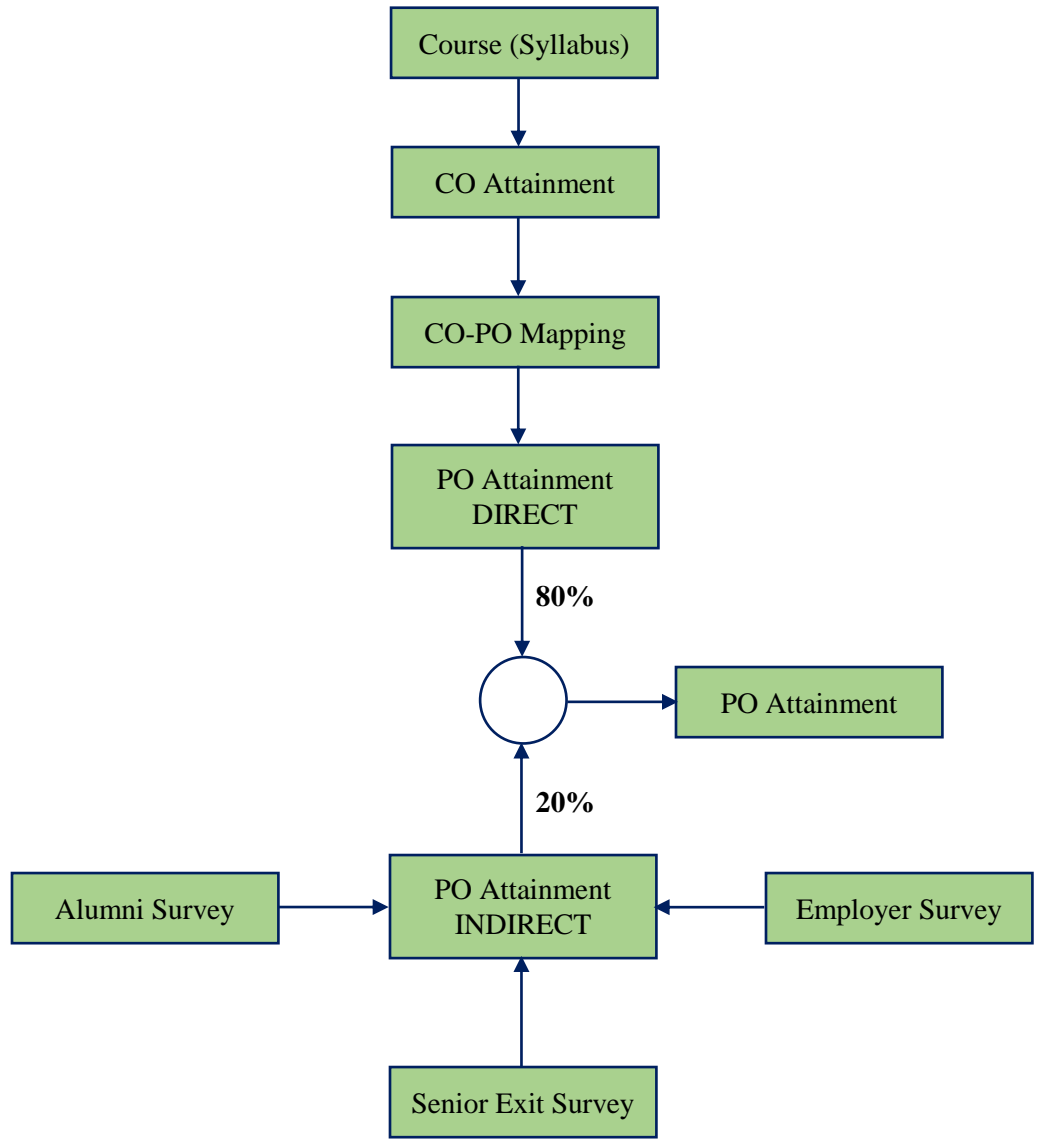 Course (Syllabus)
CO Attainment
CO-PO Mapping
PO Attainment
DIRECT
80%
PO Attainment
20%
Alumni Survey
PO Attainment
INDIRECT
Employer Survey
Senior Exit Survey